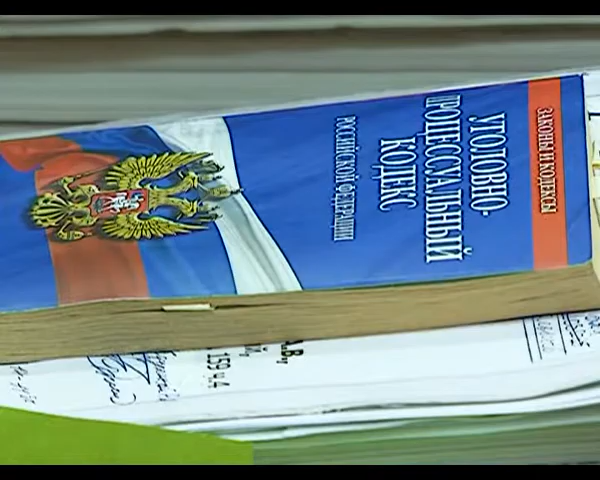 ЗАКОНЫ И КОДЕКСЫ
УГОЛОВНО-
ПРОЦЕССУАЛЬНЫЙ
КОДЕКС
РОССИЙСКОЙ ФЕДЕРАЦИИ
159 ч.4